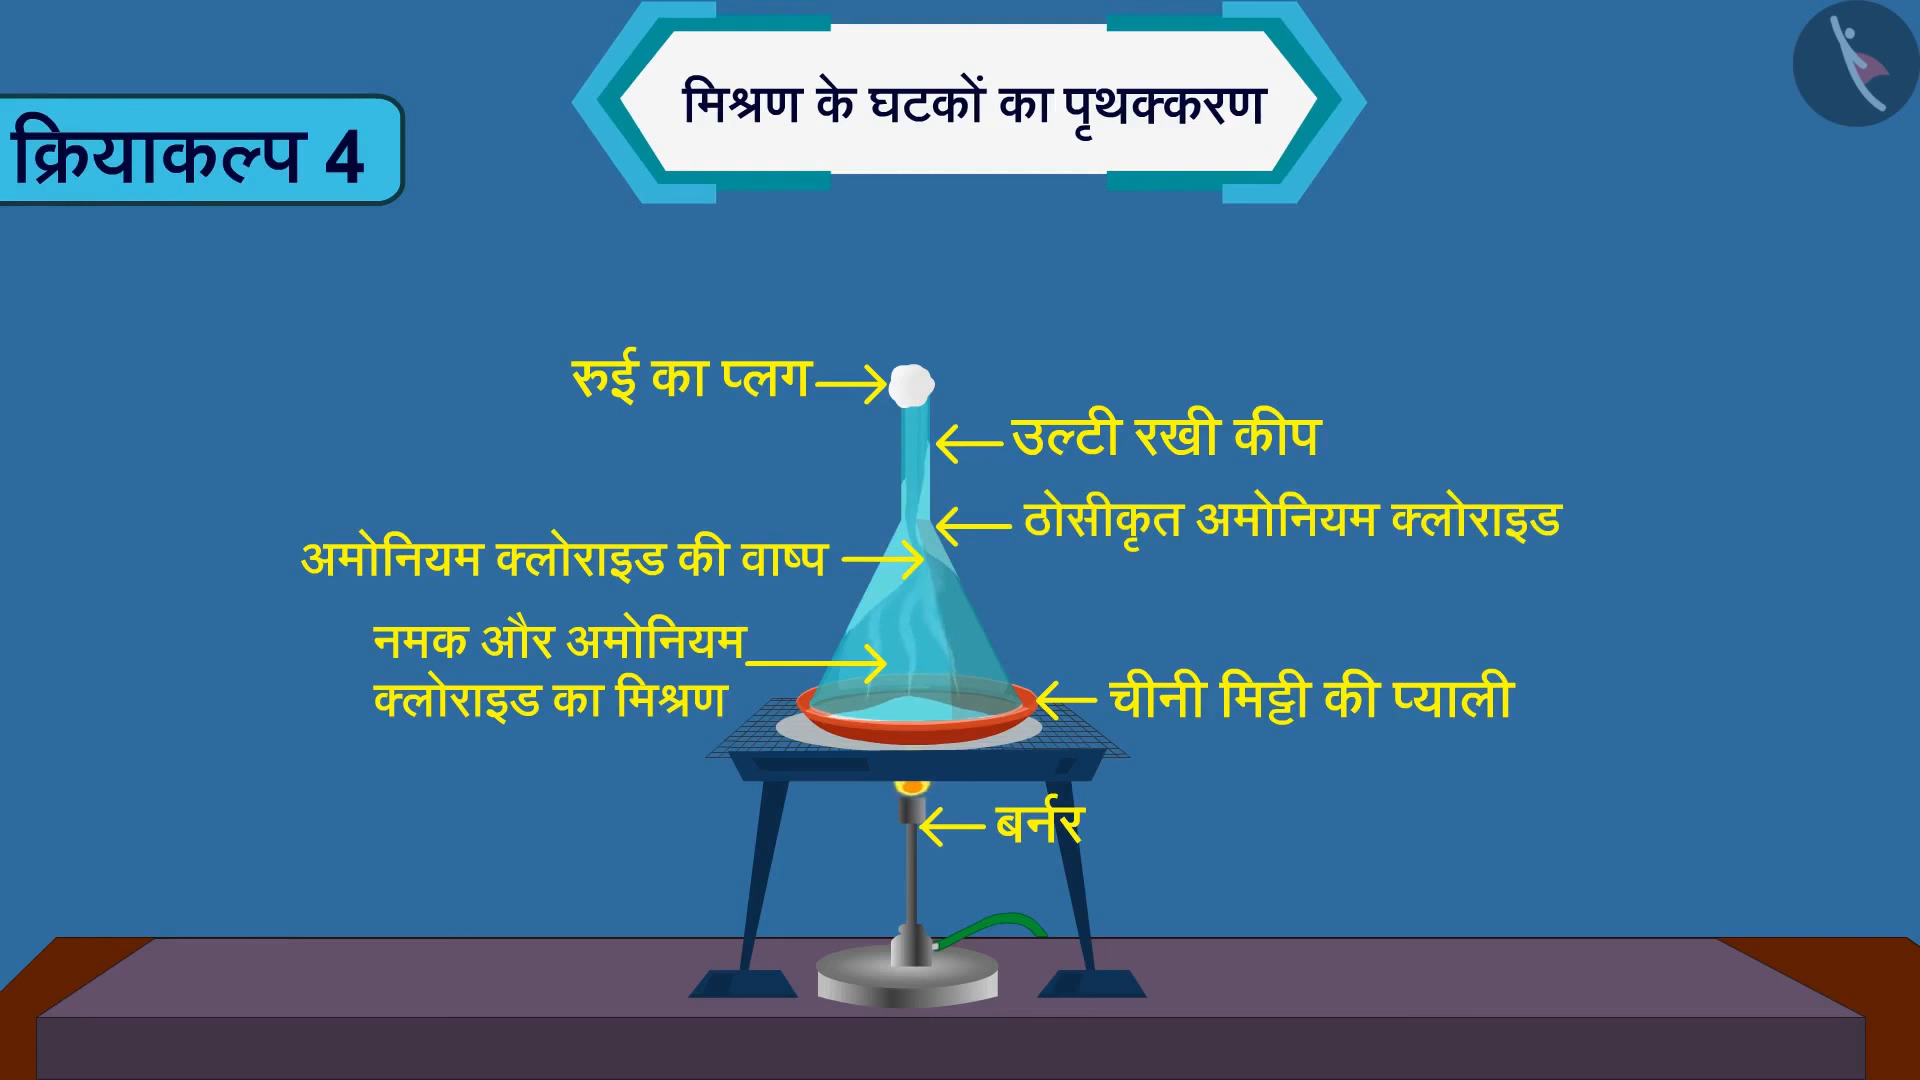 मिश्रण के घटकों का पृथक्करण
क्रियाकल्प 4
रुई का प्लग
उल्टी रखी कीप
ठोसीकृत अमोनियम क्लोराइड
अमोनियम क्लोराइड की वाष्प
नमक और अमोनियम
क्लोराइड का मिश्रण
चीनी मिट्टी की प्याली
बर्नर